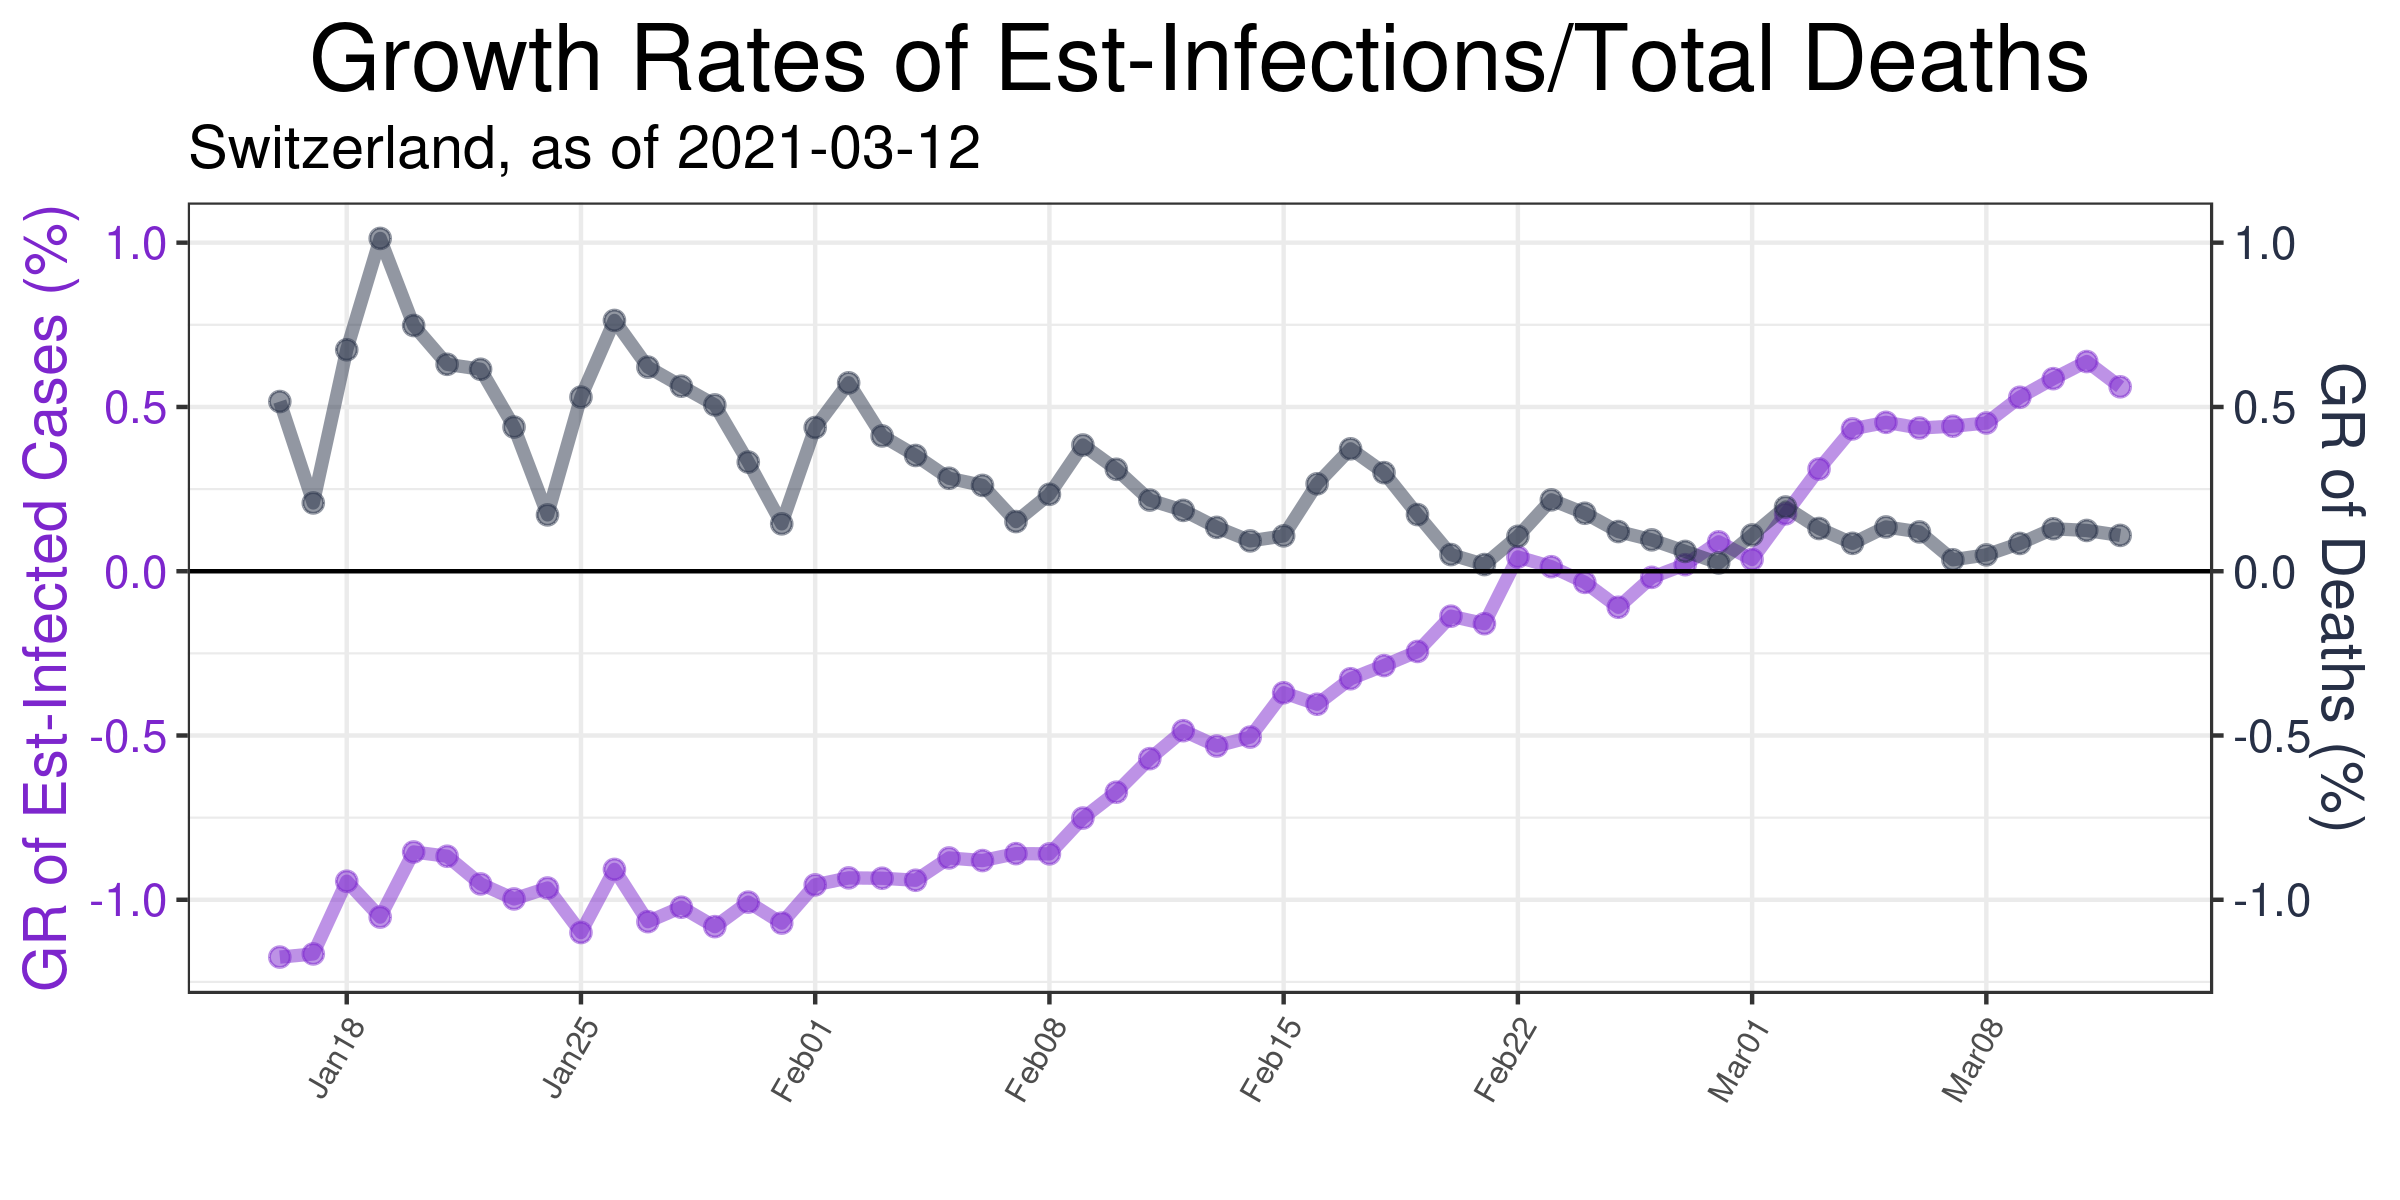 Growth Rates of Est-Infections/Total Deaths
Switzerland, as of 2021-03-12
GR of Est-Infected Cases (%)
1.0
0.5
0.0
-0.5
-1.0
1.0
0.5
0.0
-0.5
-1.0
GR of Deaths (%)
Jan18
Jan25
Feb01
Feb08
Feb15
Feb22
Mar01
Mar08